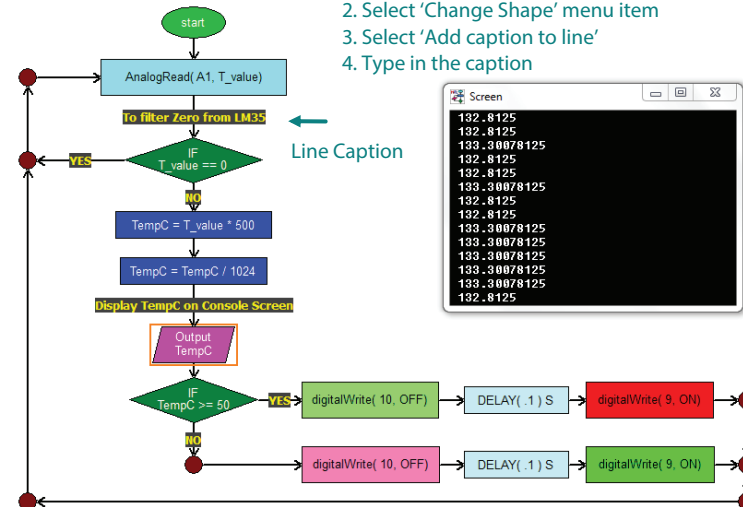 2. Select ‘Change Shape’ menu item
3. Select ‘Add caption to line’
4. Type in the caption
start
AnalogRead( A1, T_value)
To filter Zero from LM35
Line Caption
IF
T_value == 0
YES
NO
TempC = T_value * 500
TempC = TempC / 1024
Display TempC on Console Screen
Output
TempC
IF
TempC >= 50
YES
digitalWrite( 10, OFF)
DELAY( .1 ) S
digitalWrite( 9, ON)
NO
digitalWrite( 10, OFF)
DELAY( .1 ) S
digitalWrite( 9, ON)
Screen
132.8125
132.8125
133.30078125
132.8125
132.8125
133.30078125
132.8125
132.8125
133.30078125
133.30078125
133.30078125
133.30078125
133.30078125
132.8125